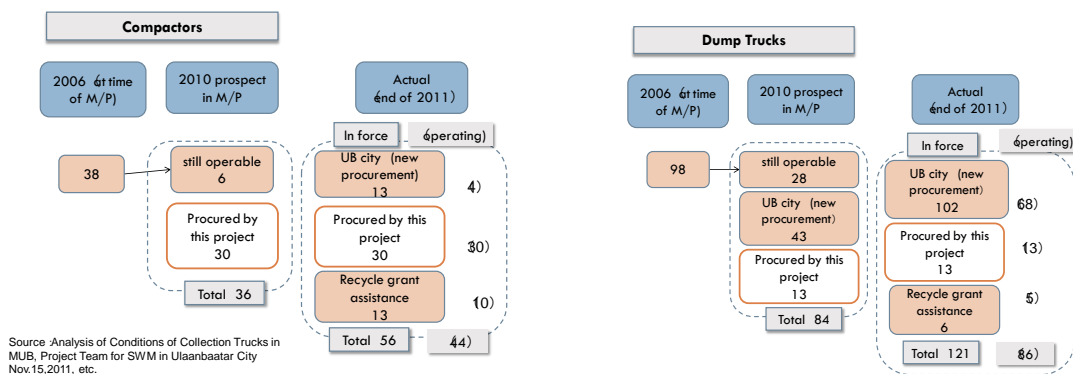 Compactors
2006 (at time
of M/P)
2010 prospect
in M/P
Actual
(end of 2011)
In force
(operating)
38
still operable
6
Procured by
this project
30
Total 36
UB city (new
procurement)
13
4)
Procured by this
project
30
30)
Recycle grant
assistance
13
10)
Total 56
44)
Source :Analysis of Conditions of Collection Trucks in
MUB, Project Team for SWM in Ulaanbaatar City
Nov.15,2011, etc.
Dump Trucks
2006 (at time
of M/P)
2010 prospect
in M/P
Actual
(end of 2011)
In force
(operating)
98
still operable
28
UB city (new
procurement)
43
Procured by this
project
13
Total 84
UB city (new
procurement)
102
68)
Procured by this
project
13
13)
Recycle grant
assistance
6
5)
Total 121
86)